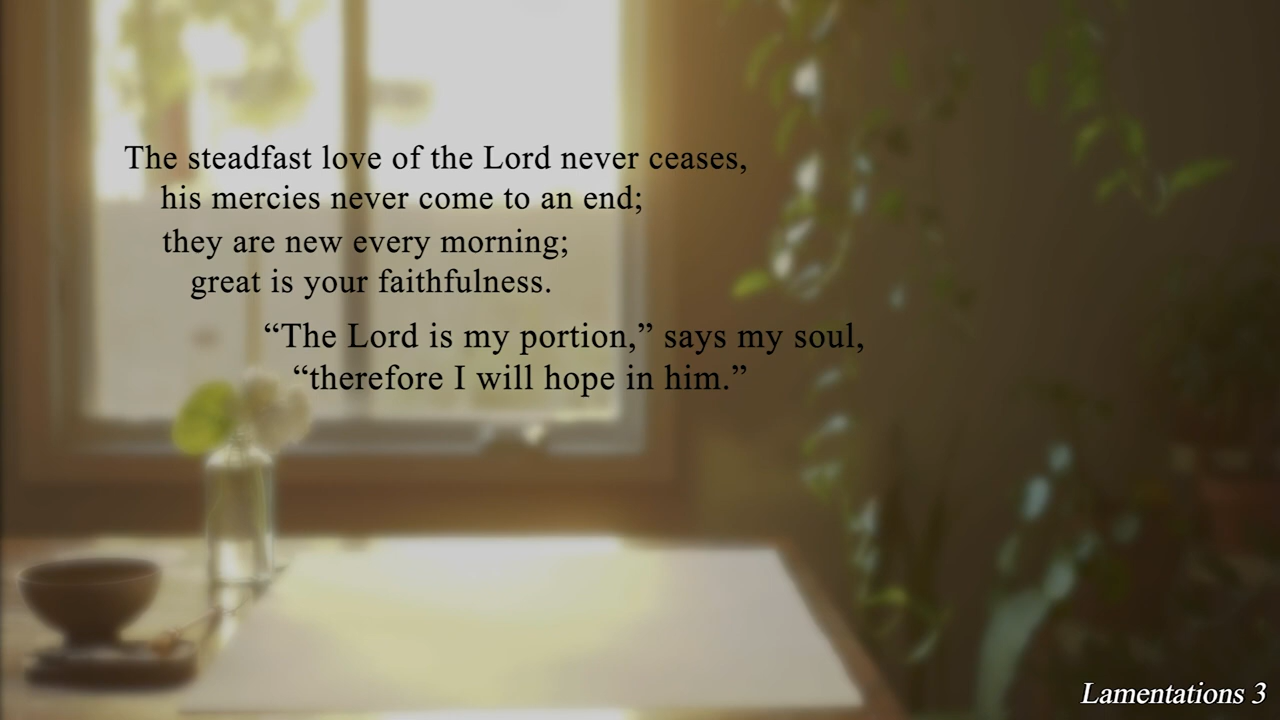 The steadfast love of the Lord never ceases,
his mercies never come to an end;
they are new every morning;
great is your faithfulness.
“The Lord is my portion,” says my soul,
“therefore I will hope in him.”
Lamentations 3